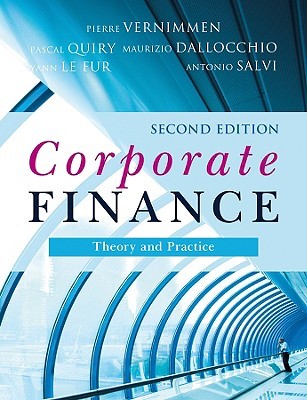 PIERRE VERNIMMEN
PASCAL QUIRY MAURIZIO DALLOCCHIO
YANN LE FUR ANTONIO SALVI
SECOND EDITION
Corporate
FINANCE
Theory and Practice